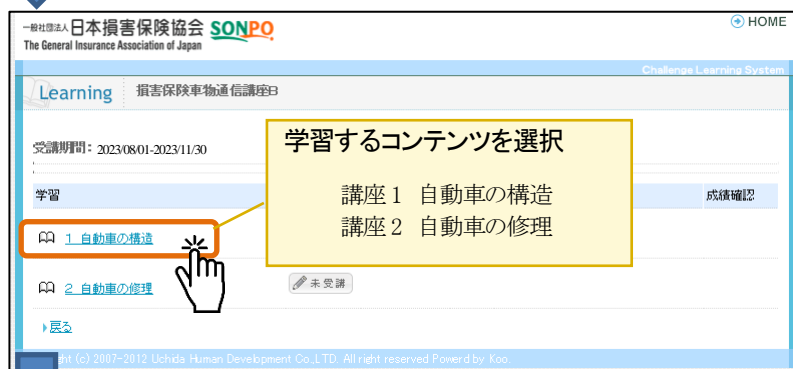 一般社団法人日本損害保険協会 SONPO
The General Insurance Association of Japan
HOME
Challenge Learning System
Learning 損害保険車物通信講座B
受講期間：2023/08/01-2023/11/30
学習するコンテンツを選択
講座１ 自動車の構造
講座２ 自動車の修理
学習
成績確認
1 自動車の構造
2 自動車の修理
未受講
戻る
ht (c) 2007-2012 Uchida Human Development Co.,LTD. All right reserved Powerd by Koo.